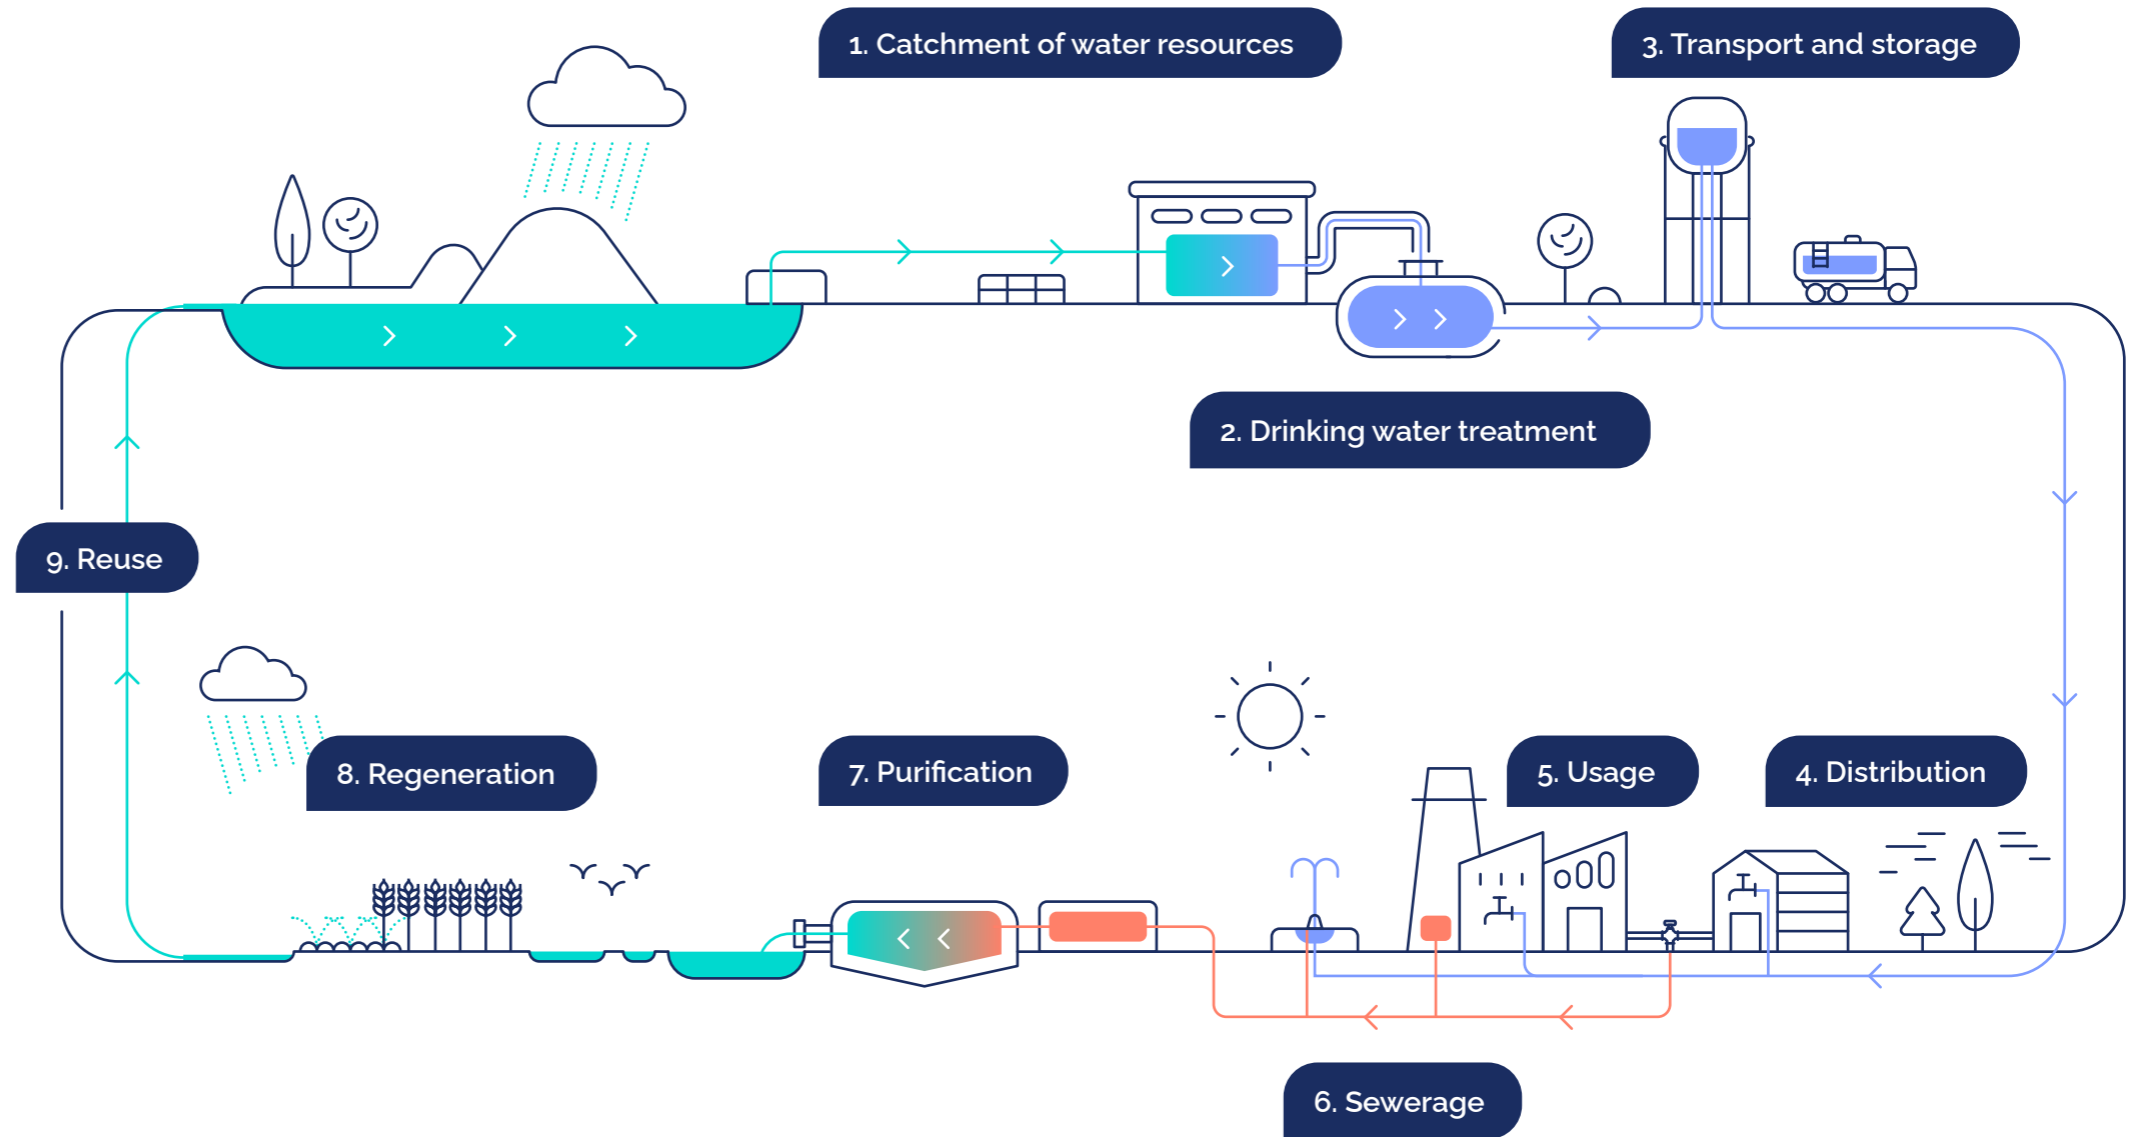 1. Catchment of water resources
3. Transport and storage
2. Drinking water treatment
9. Reuse
8. Regeneration
7. Purification
5. Usage
4. Distribution
6. Sewerage